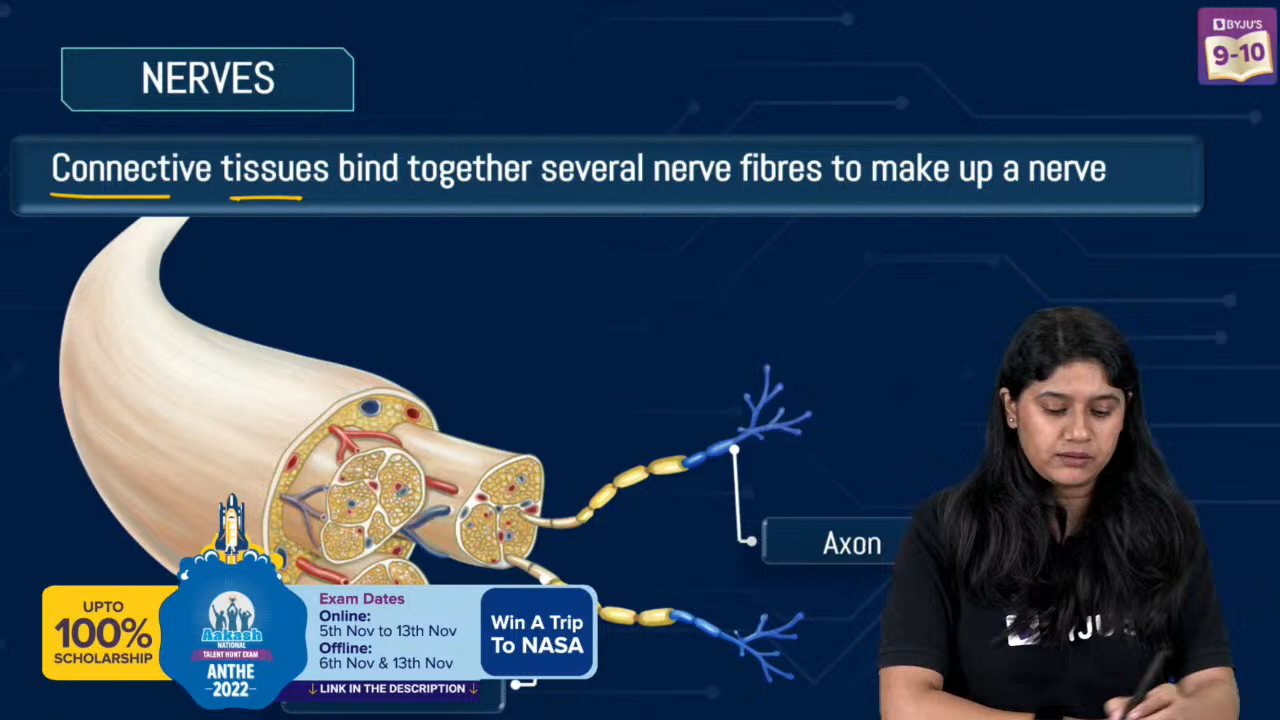 BYJU'S
9-10
NERVES
Connective tissues bind together several nerve fibres to make up a nerve
Axon
UPTO
100%
SCHOLARSHIP
Aakash
NATIONAL
TALENT HUNT EXAM
ANTHE
2022
Exam Dates
Online:
5th Nov to 13th Nov
Offline:
6th Nov & 13th Nov
↓ LINK IN THE DESCRIPTION ↓
Win A Trip
To NASA